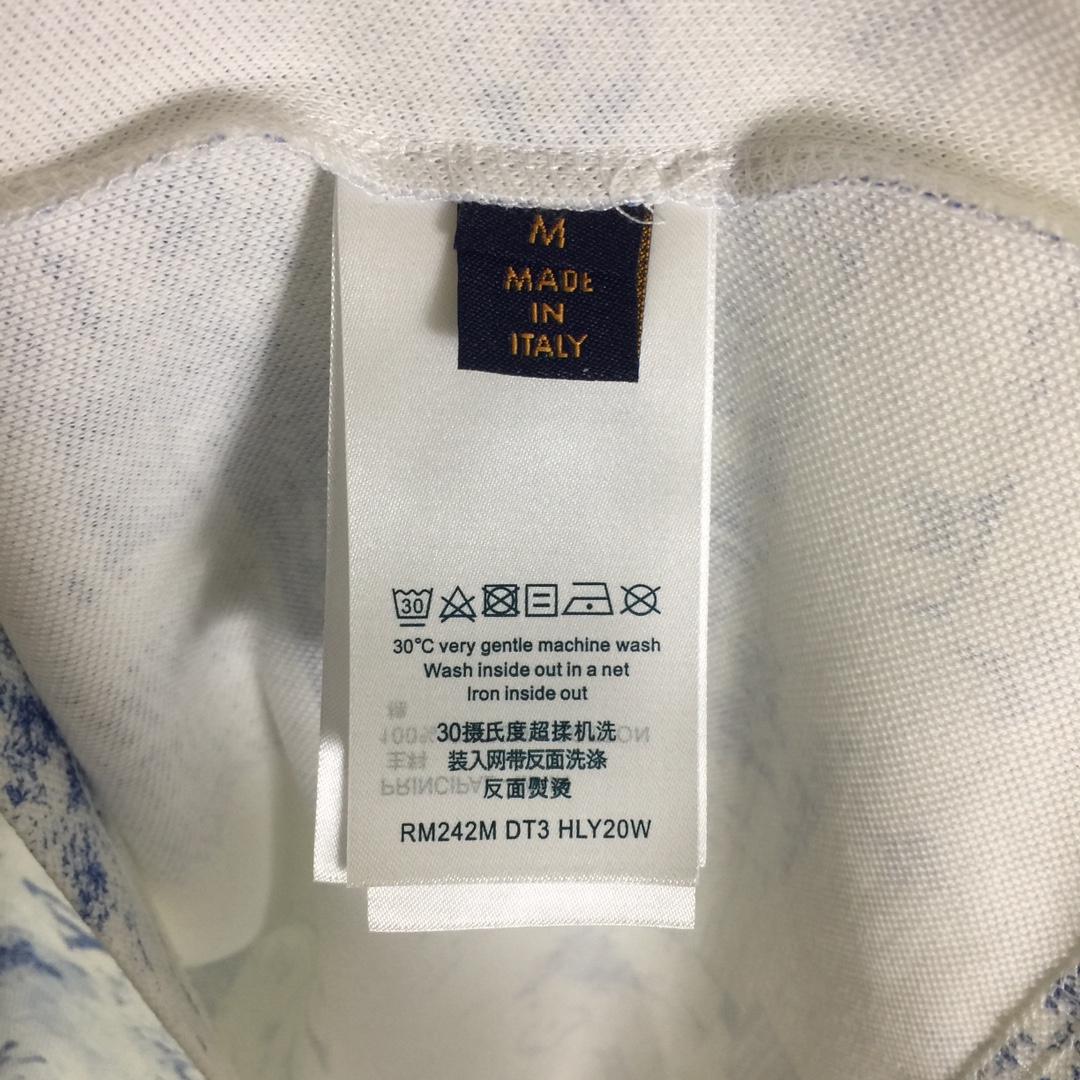 M
MADE
IN
ITALY
30
30°C very gentle machine wash
Wash inside out in a net
Iron inside out
30摄氏度超揉机洗
装入网带反面洗涤
反面熨烫
RM242M DT3 HLY20W